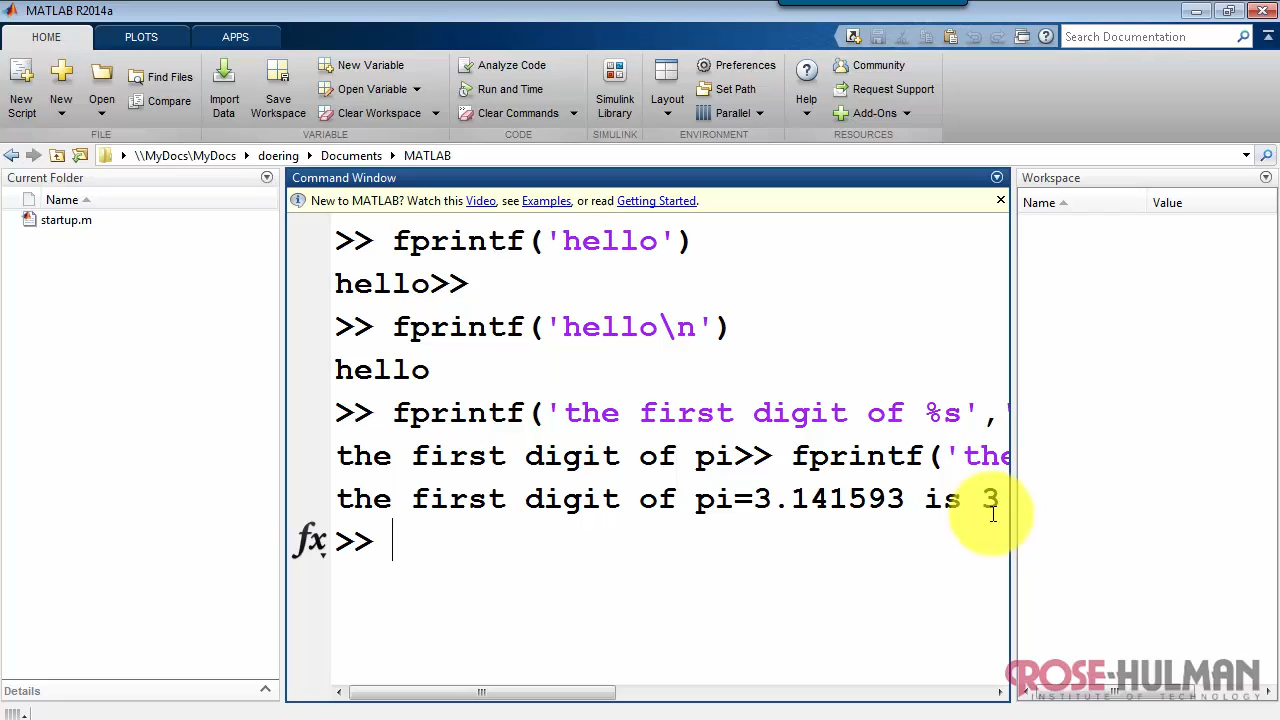 MATLAB R2014a
HOME PLOTS APPS
Search Documentation
New Script
New
Open
Find Files
Compare
FILE
Import Data
Save Workspace
New Variable
Open Variable
Clear Workspace
VARIABLE
Analyze Code
Run and Time
Clear Commands
CODE
Simulink Library
SIMULINK
Layout
Preferences
Set Path
Parallel
ENVIRONMENT
Help
Community
Request Support
Add-Ons
RESOURCES
\\MyDocs\MyDocs doering Documents MATLAB
Current Folder
Name
startup.m
Details
Command Window
New to MATLAB? Watch this Video, see Examples, or read Getting Started.
>> fprintf('hello')
hello>>
>> fprintf('hello\n')
hello
>> fprintf('the first digit of %s','
the first digit of pi>> fprintf('the
the first digit of pi=3.141593 is 3
fx >>
Workspace
Name Value
ROSE-HULMAN
INSTITUTE OF TECHNOLOGY